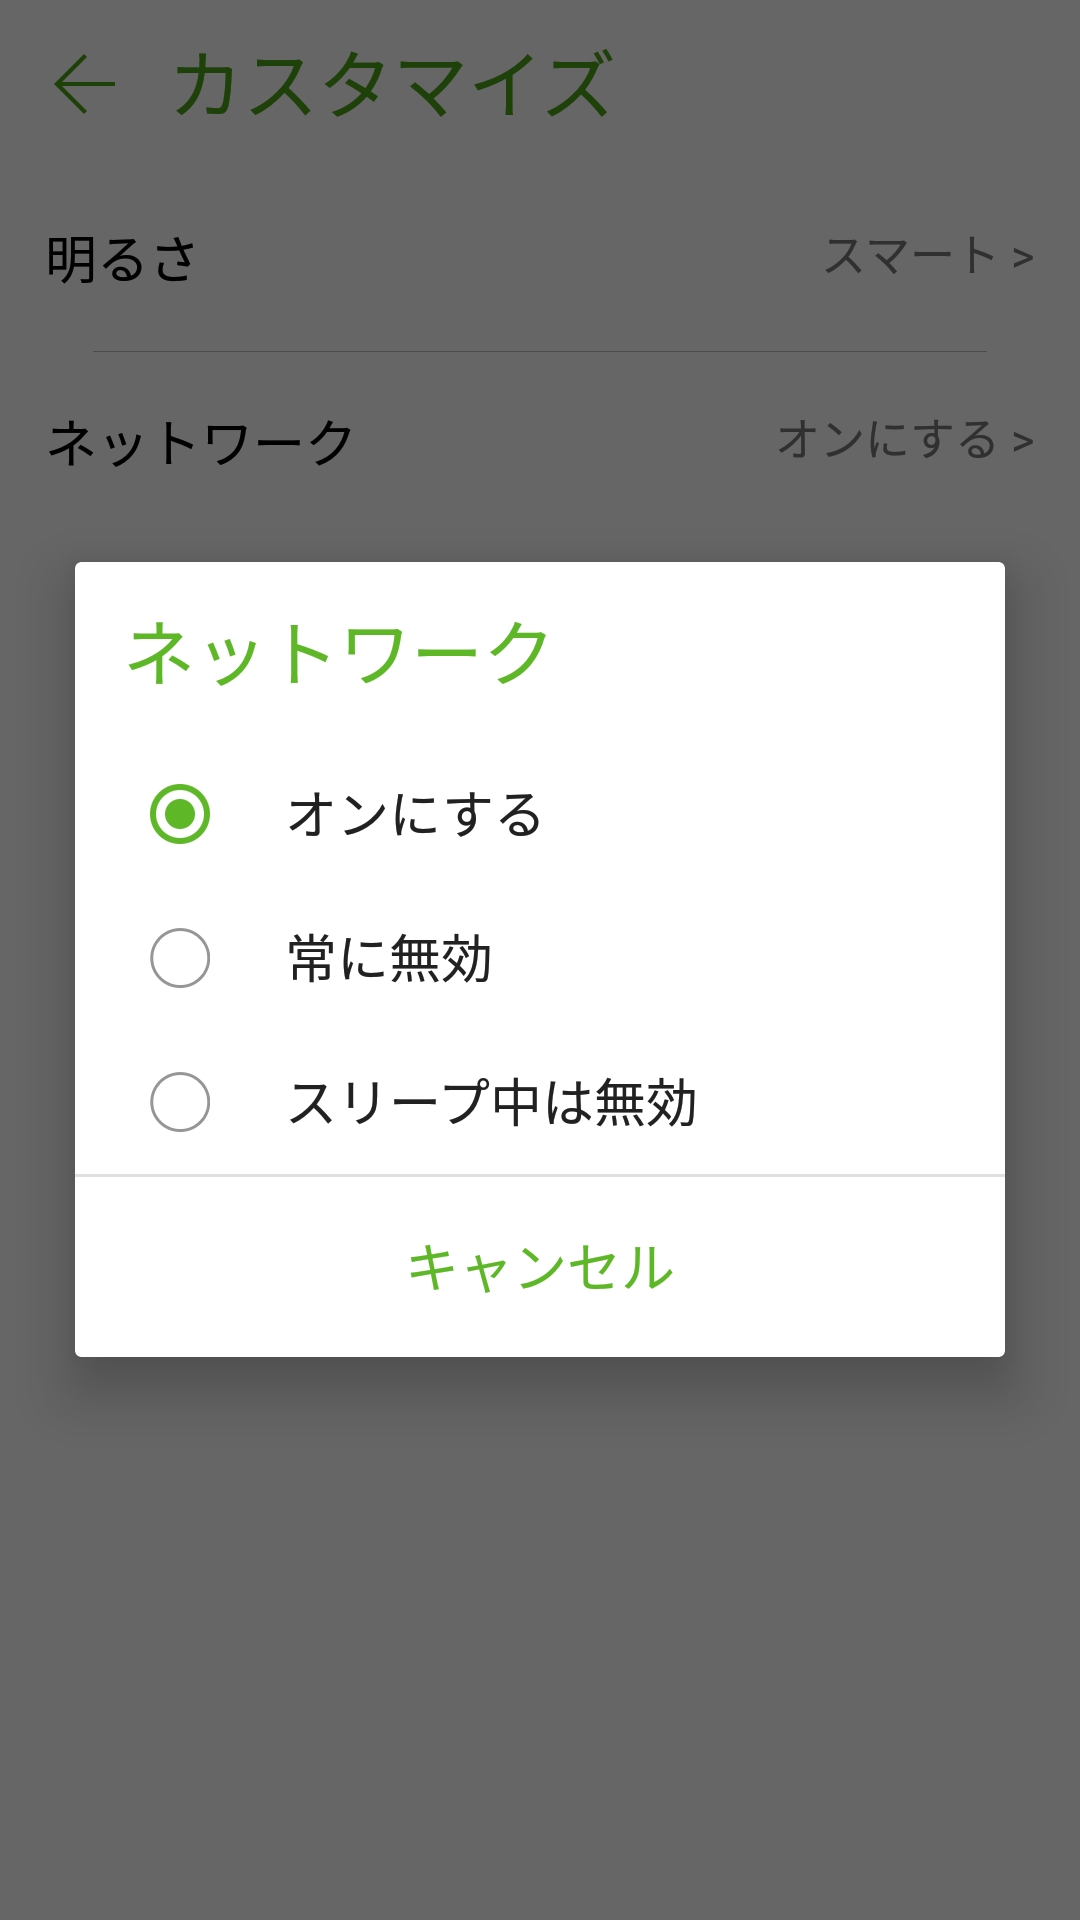 カスタマイズ
明るさ
スマート >
ネットワーク
オンにする >
ネットワーク
オンにする
常に無効
スリープ中は無効
キャンセル